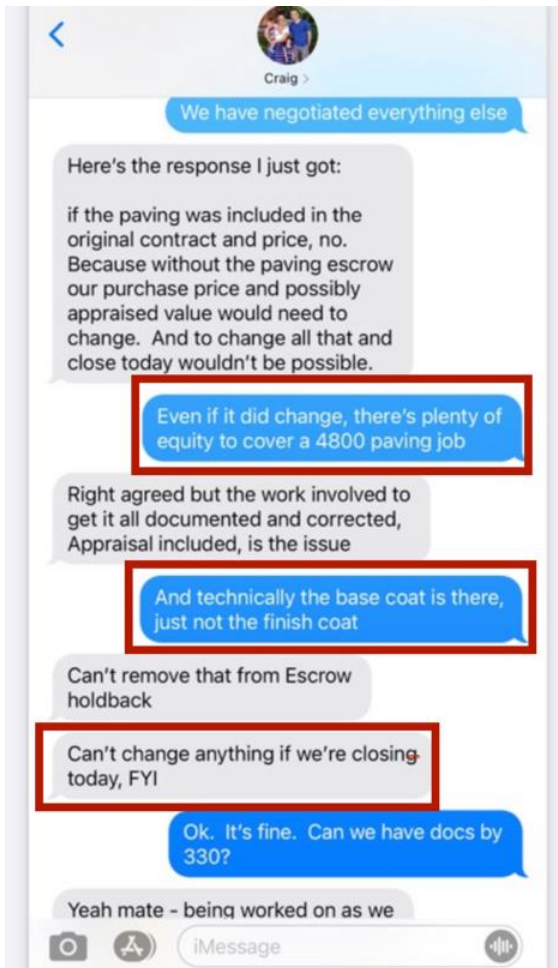 Craig >
We have negotiated everything else
Here's the response I just got:
if the paving was included in the
original contract and price, no.
Because without the paving escrow
our purchase price and possibly
appraised value would need to
change.  And to change all that and
close today wouldn't be possible.
Even if it did change, there's plenty of
equity to cover a 4800 paving job
Right agreed but the work involved to
get it all documented and corrected,
Appraisal included, is the issue
And technically the base coat is there,
just not the finish coat
Can't remove that from Escrow
holdback
Can't change anything if we're closing
today, FYI
Ok.  It's fine.  Can we have docs by
330?
Yeah mate - being worked on as we
iMessage